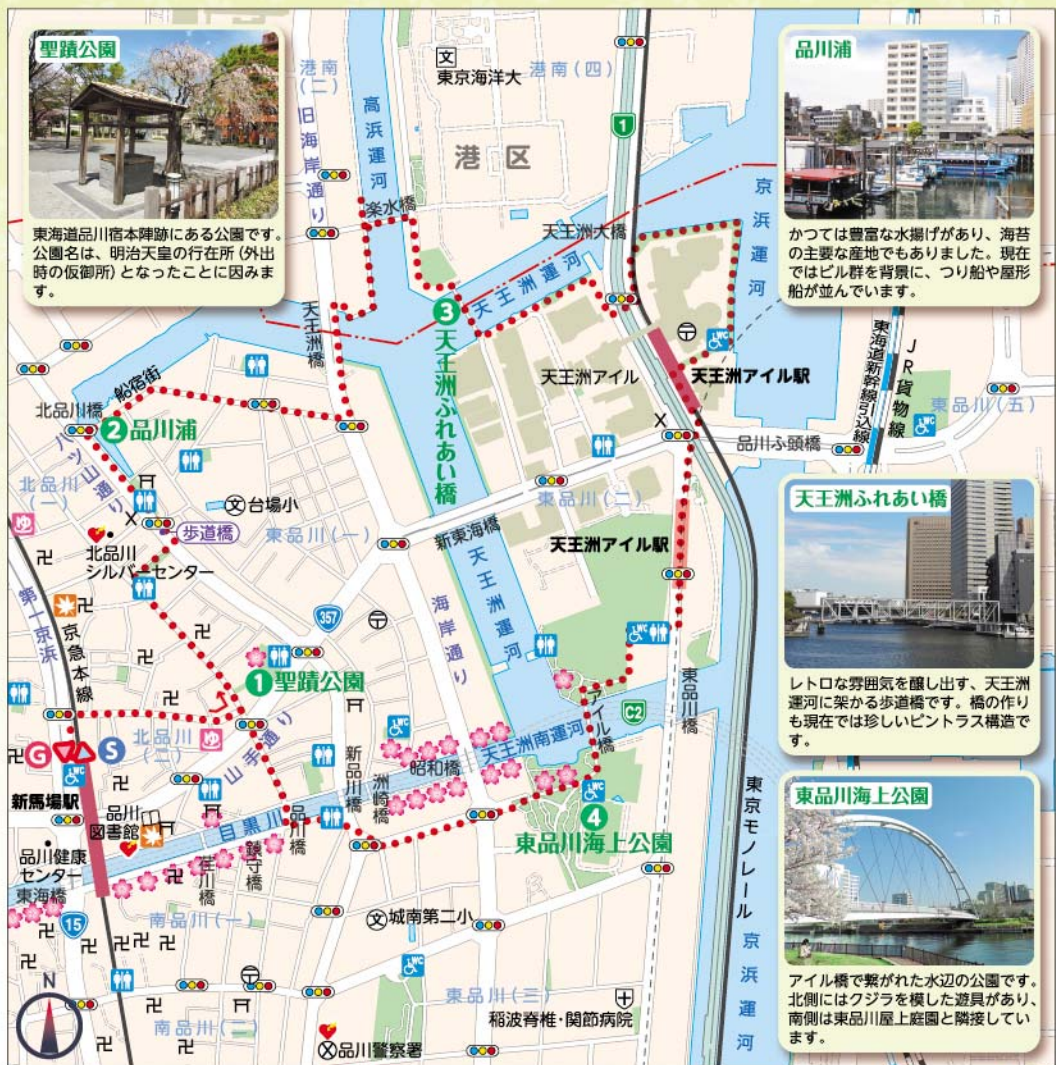 聖蹟公園
東海道品川宿本陣跡にある公園です。
公園名は、明治天皇の行在所(外出
時の仮御所)となったことに因みま
す。
品川浦
かつては豊富な水揚げがあり、海苔
の主要な産地でもありました。現在
ではビル群を背景に、つり船や屋形
船が並んでいます。
天王洲ふれあい橋
レトロな雰囲気を醸し出す、天王洲
運河に架かる歩道橋です。橋の作り
も現在では珍しいピントラス構造で
す。
東品川海上公園
アイル橋で繋がれた水辺の公園です。
北側にはクジラを模した遊具があり、
南側は東品川屋上庭園と隣接してい
ます。
港南(二)
旧海岸通り
高浜運河
文
東京海洋大
港南(四)
1
港区
楽水橋
天王洲大橋
京浜運河
天王洲運河
天王洲橋
3 天王洲ふれあい橋
天王洲アイル
天王洲アイル駅
WC
東海道新幹線引込線
JR貨物線
東品川(五)
WC
品川ふ頭橋
船宿街
北品川橋
2 品川浦
八ツ山通り
北品川(一)
ゆ
文 台場小
歩道橋
北品川
シルバーセンター
東品川(一)
東品川(二)
新東海橋
天王洲アイル駅
天王洲運河
海岸通り
第一京浜
京急本線
357
1 聖蹟公園
北品川(二)
ゆ
山手通り
G
S
WC
新馬場駅
品川
図書館
品川健康
センター
東海橋
15
目黒川
荏川橋
鎮守橋
品川橋
新品川橋
洲崎橋
昭和橋
WC
天王洲南運河
アイル橋
C2
WC
東品川橋
WC
4
東品川海上公園
東京モノレール
京浜運河
南品川(一)
文 城南第二小
WC
東品川(三)
稲波脊椎・関節病院
南品川(二)
品川警察署
N